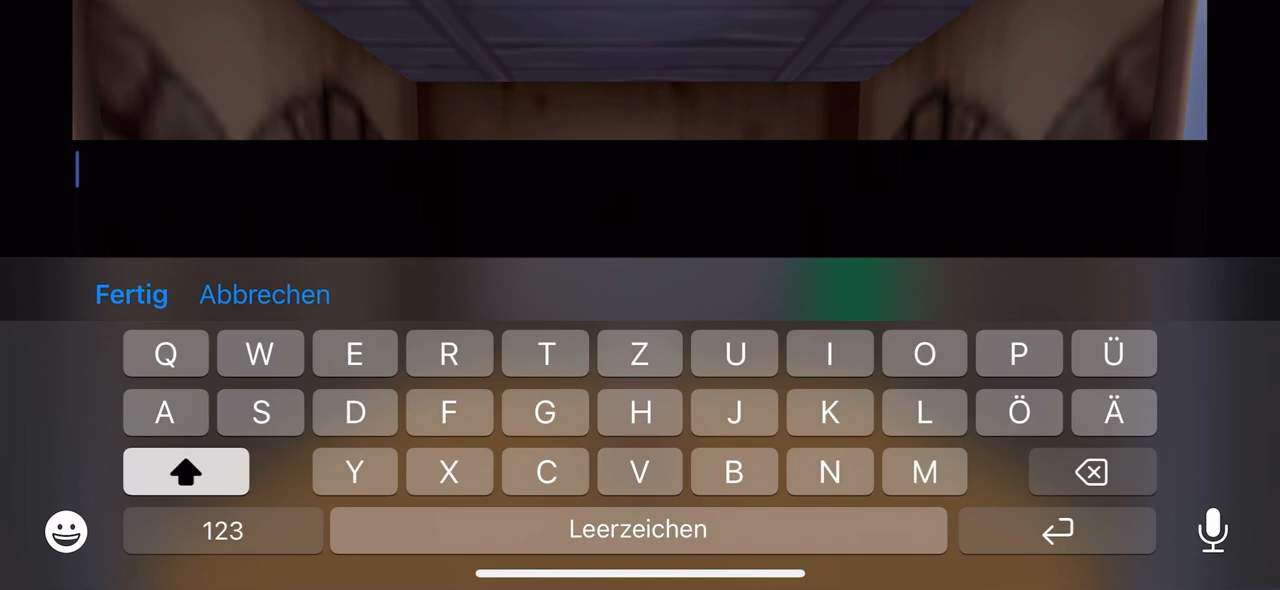 Fertig Abbrechen
Q W E R T Z U I O P Ü
A S D F G H J K L Ö Ä
Y X C V B N M
123 Leerzeichen